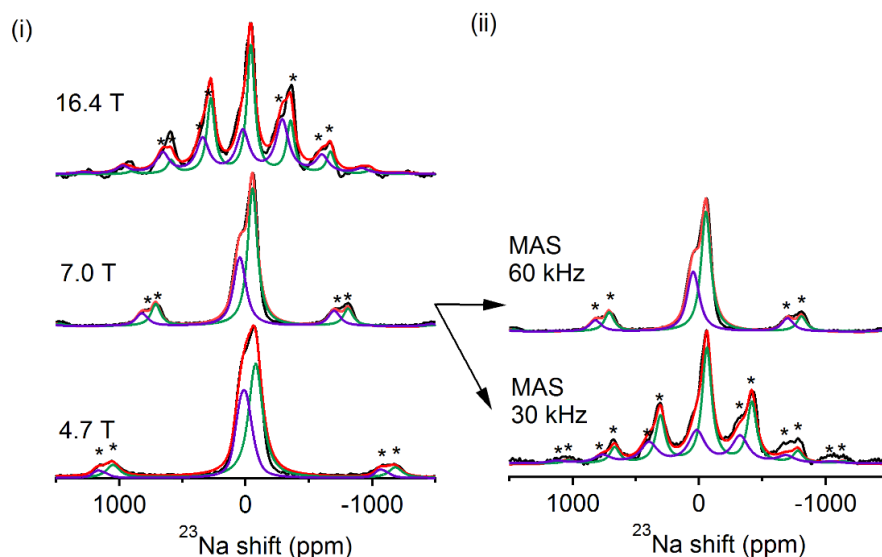 (i)
16.4 T
* * * * * * * *
7.0 T
* * * *
4.7 T
* * * *
1000 0 -1000
²³Na shift (ppm)
(ii)
MAS
60 kHz
* * * *
MAS
30 kHz
* * * * * * * * * * * *
1000 0 -1000
²³Na shift (ppm)